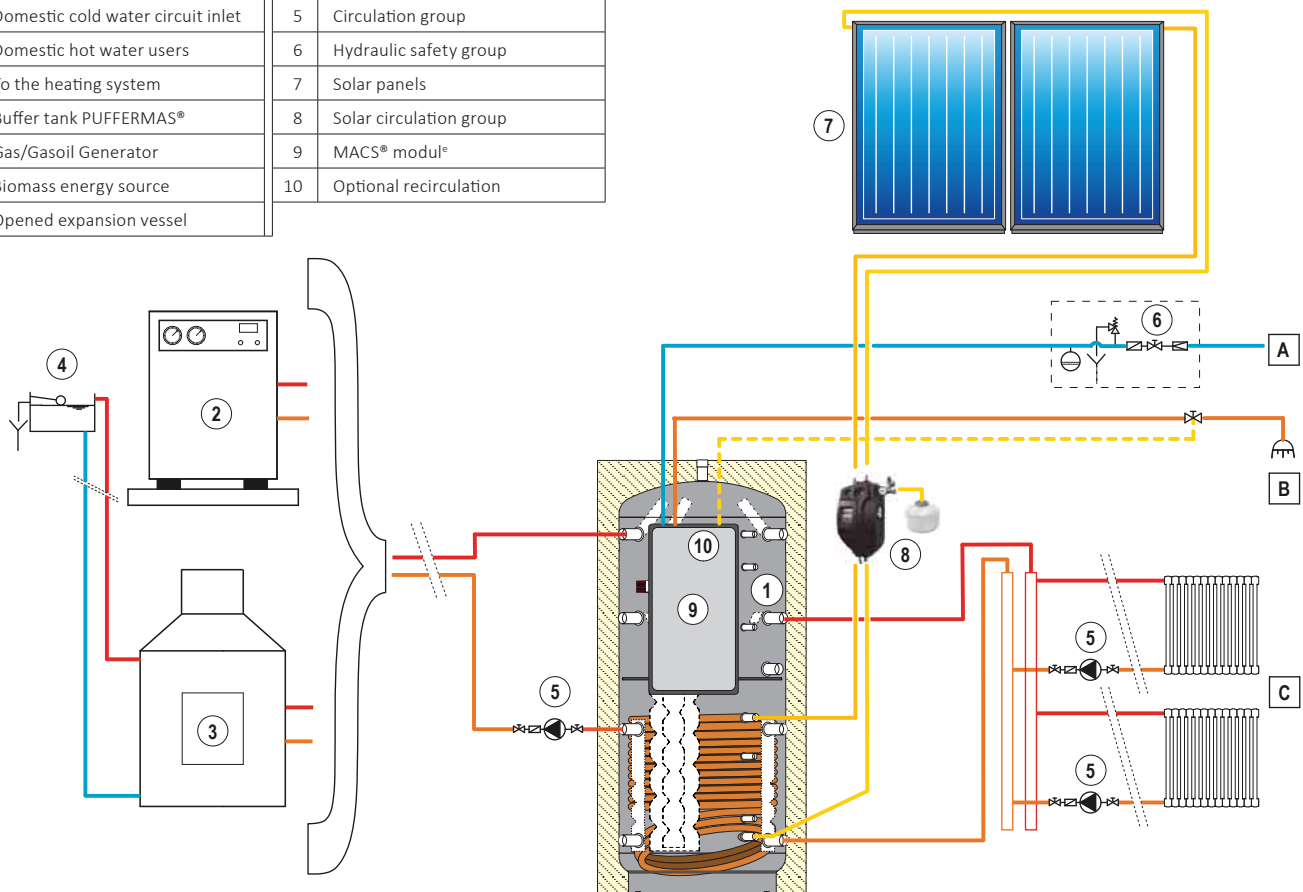 Domestic cold water circuit inlet 5 Circulation group
Domestic hot water users 6 Hydraulic safety group
To the heating system 7 Solar panels
Buffer tank PUFFERMAS® 8 Solar circulation group
Gas/Gasoil Generator 9 MACS® modulᵉ
Biomass energy source 10 Optional recirculation
Opened expansion vessel
7
6
A
4
2
B
10
8
1
9
5
5
C
3
5